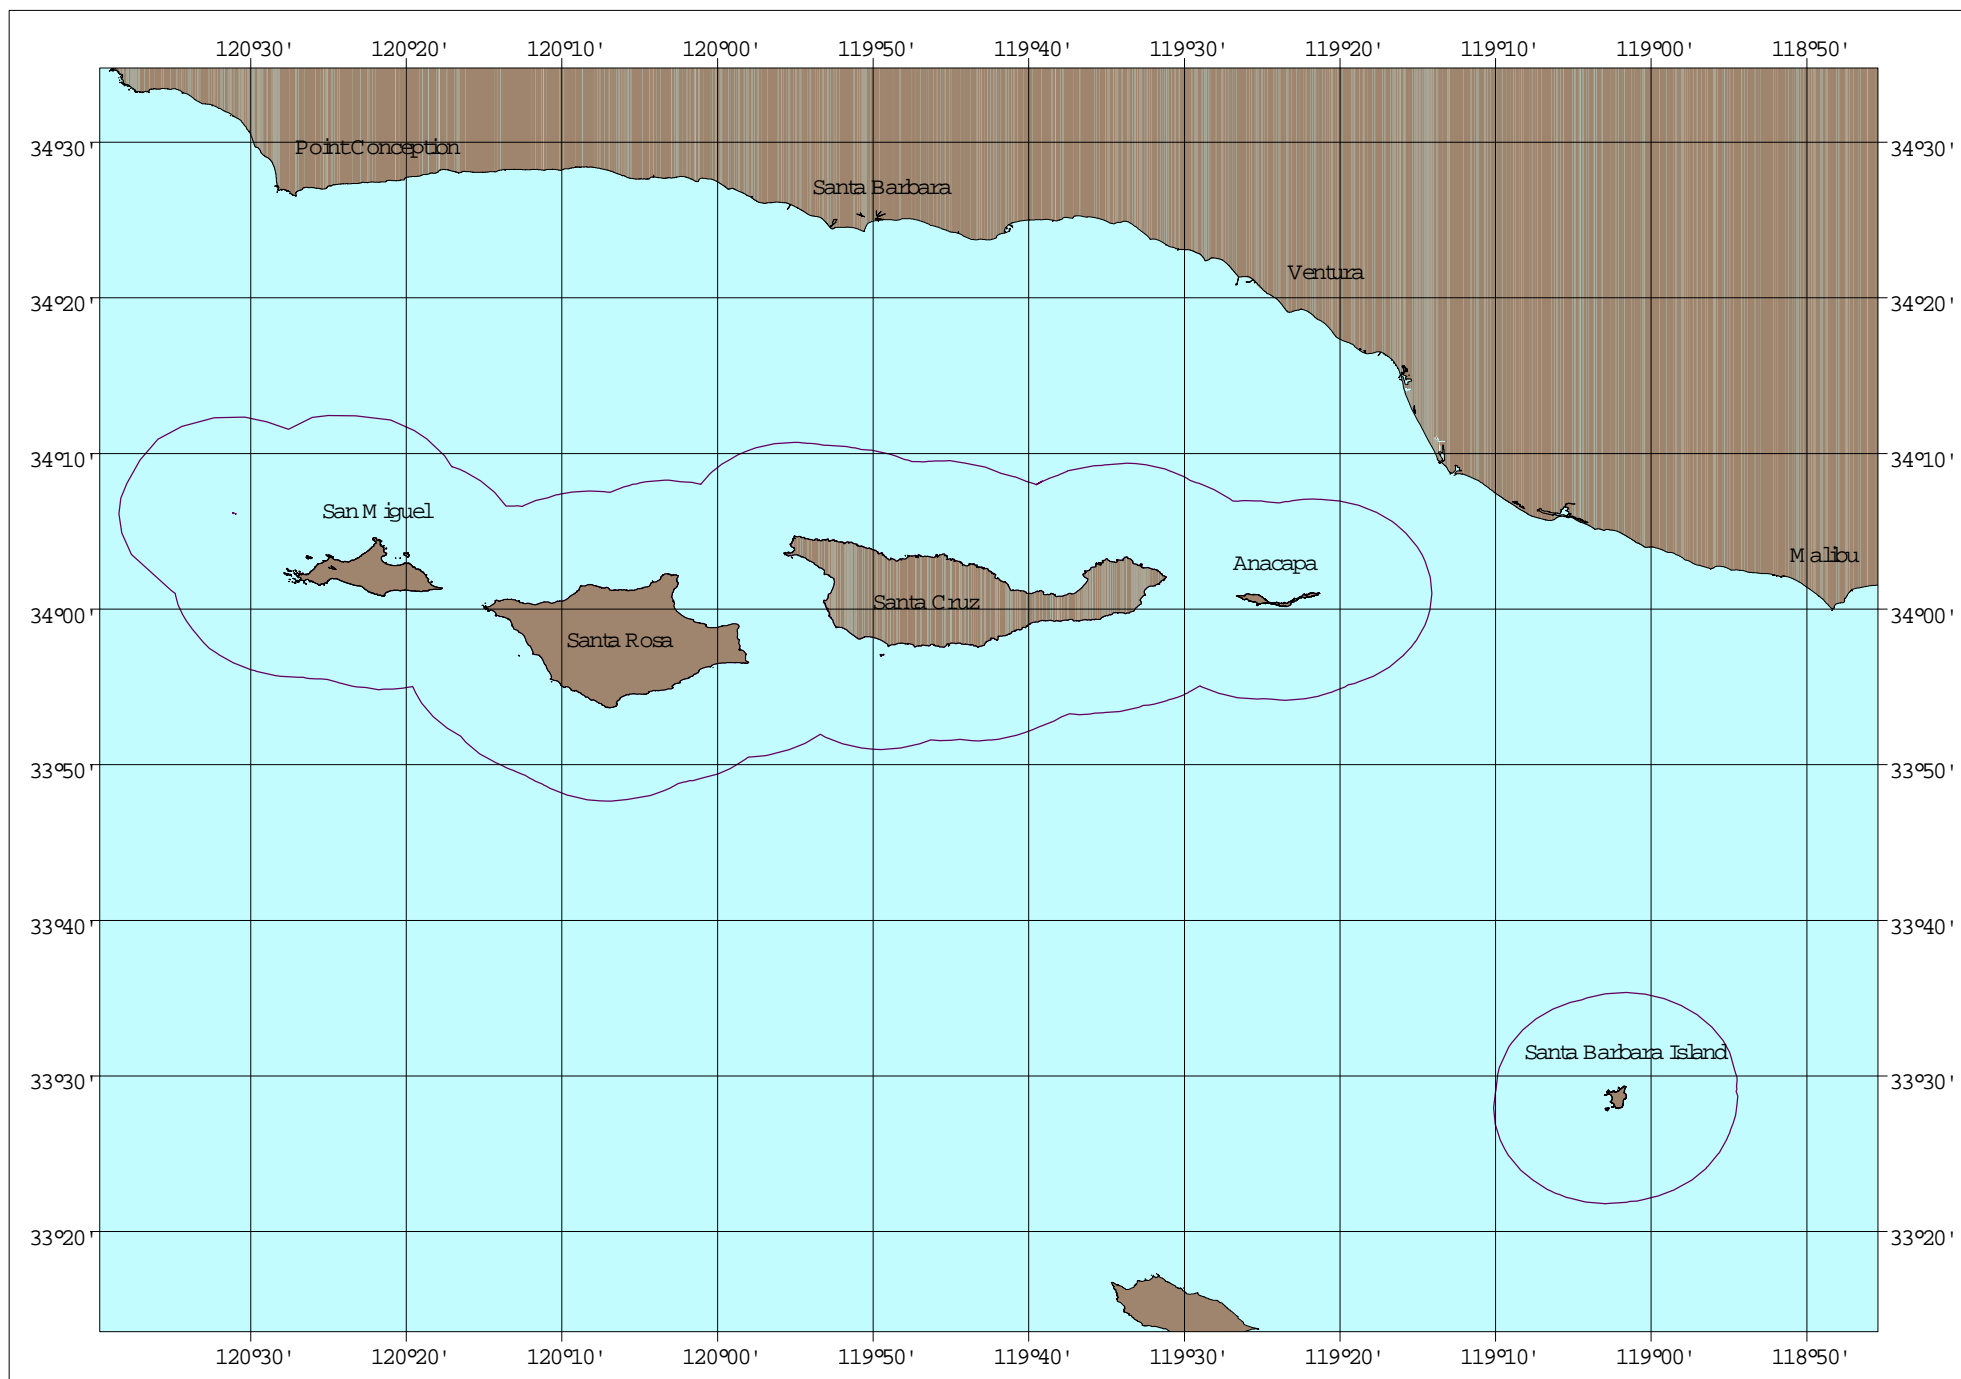 120°30' 120°20' 120°10' 120°00' 119°50' 119°40' 119°30' 119°20' 119°10' 119°00' 118°50'
34°30' Point Conception 34°30'
Santa Barbara
Ventura
34°20' 34°20'
34°10' 34°10'
San Miguel
Malibu
Anacapa
Santa Cruz
34°00' 34°00'
Santa Rosa
33°50' 33°50'
33°40' 33°40'
Santa Barbara Island
33°30' 33°30'
33°20' 33°20'
120°30' 120°20' 120°10' 120°00' 119°50' 119°40' 119°30' 119°20' 119°10' 119°00' 118°50'